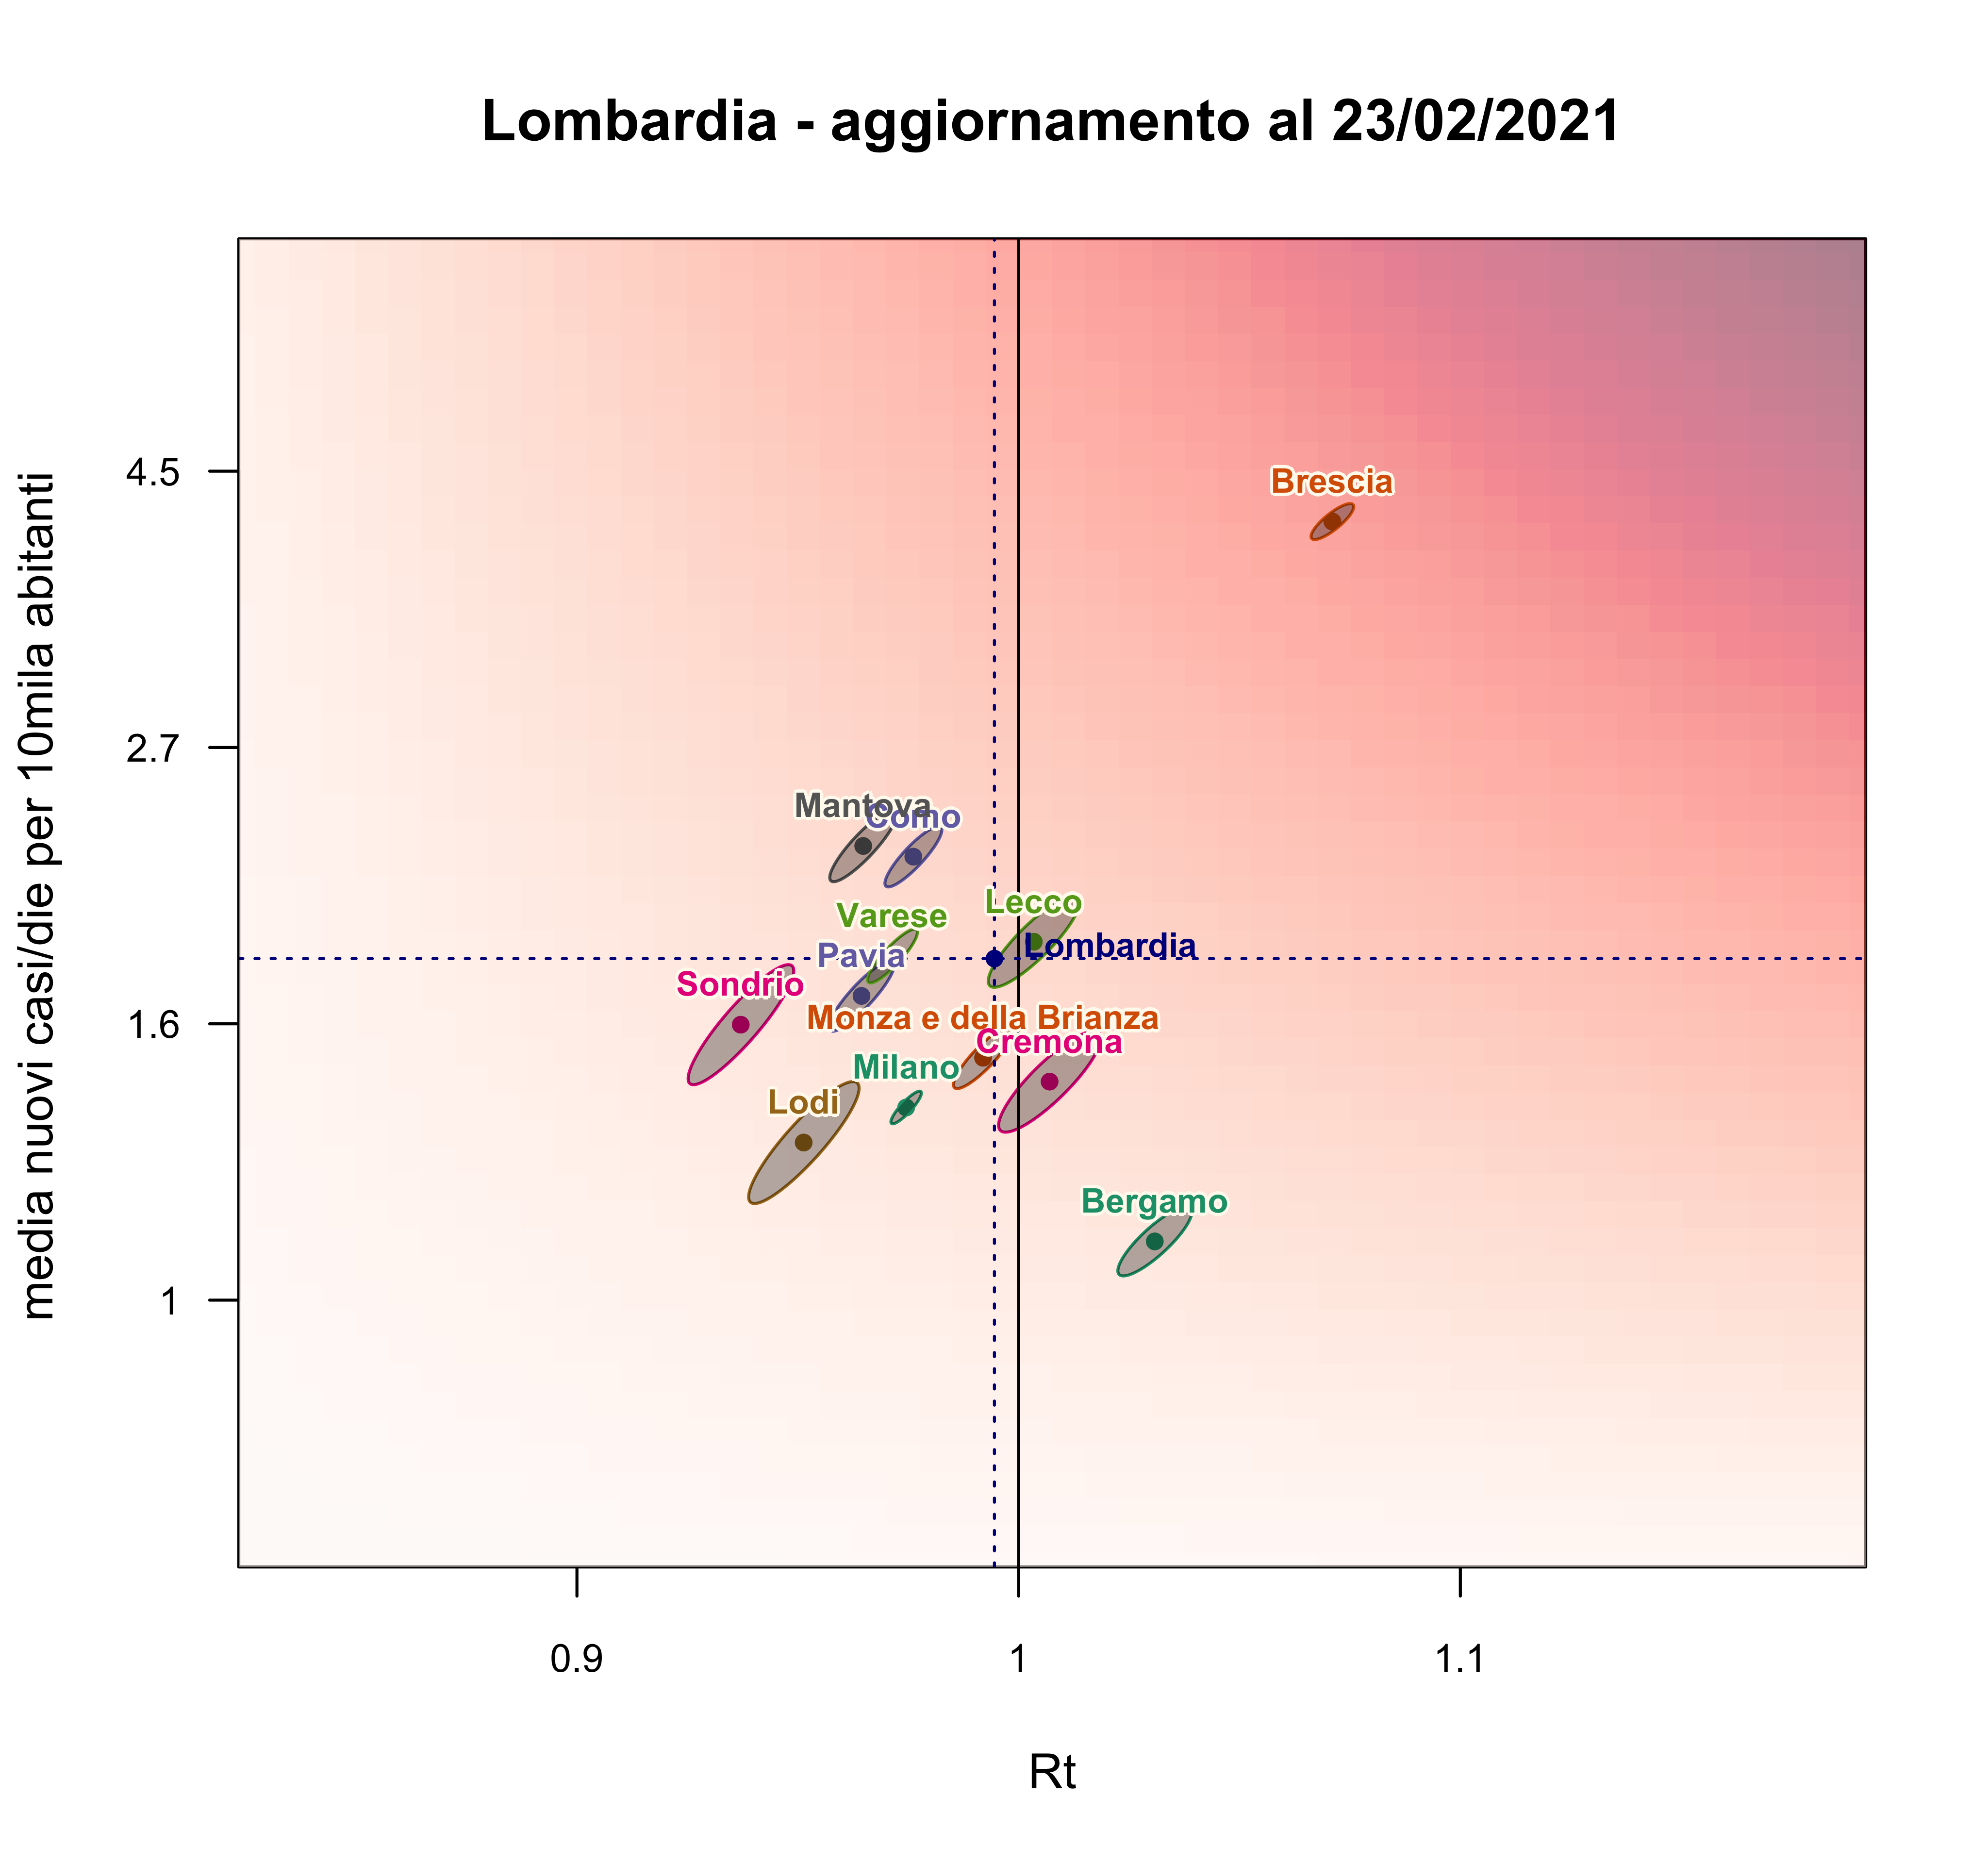 Lombardia - aggiornamento al 23/02/2021
media nuovi casi/die per 10mila abitanti
4.5
2.7
1.6
1
Brescia
Mantova
Como
Lecco
Varese
Lombardia
Pavia
Sondrio
Monza e della Brianza
Cremona
Milano
Lodi
Bergamo
0.9
1
1.1
Rt